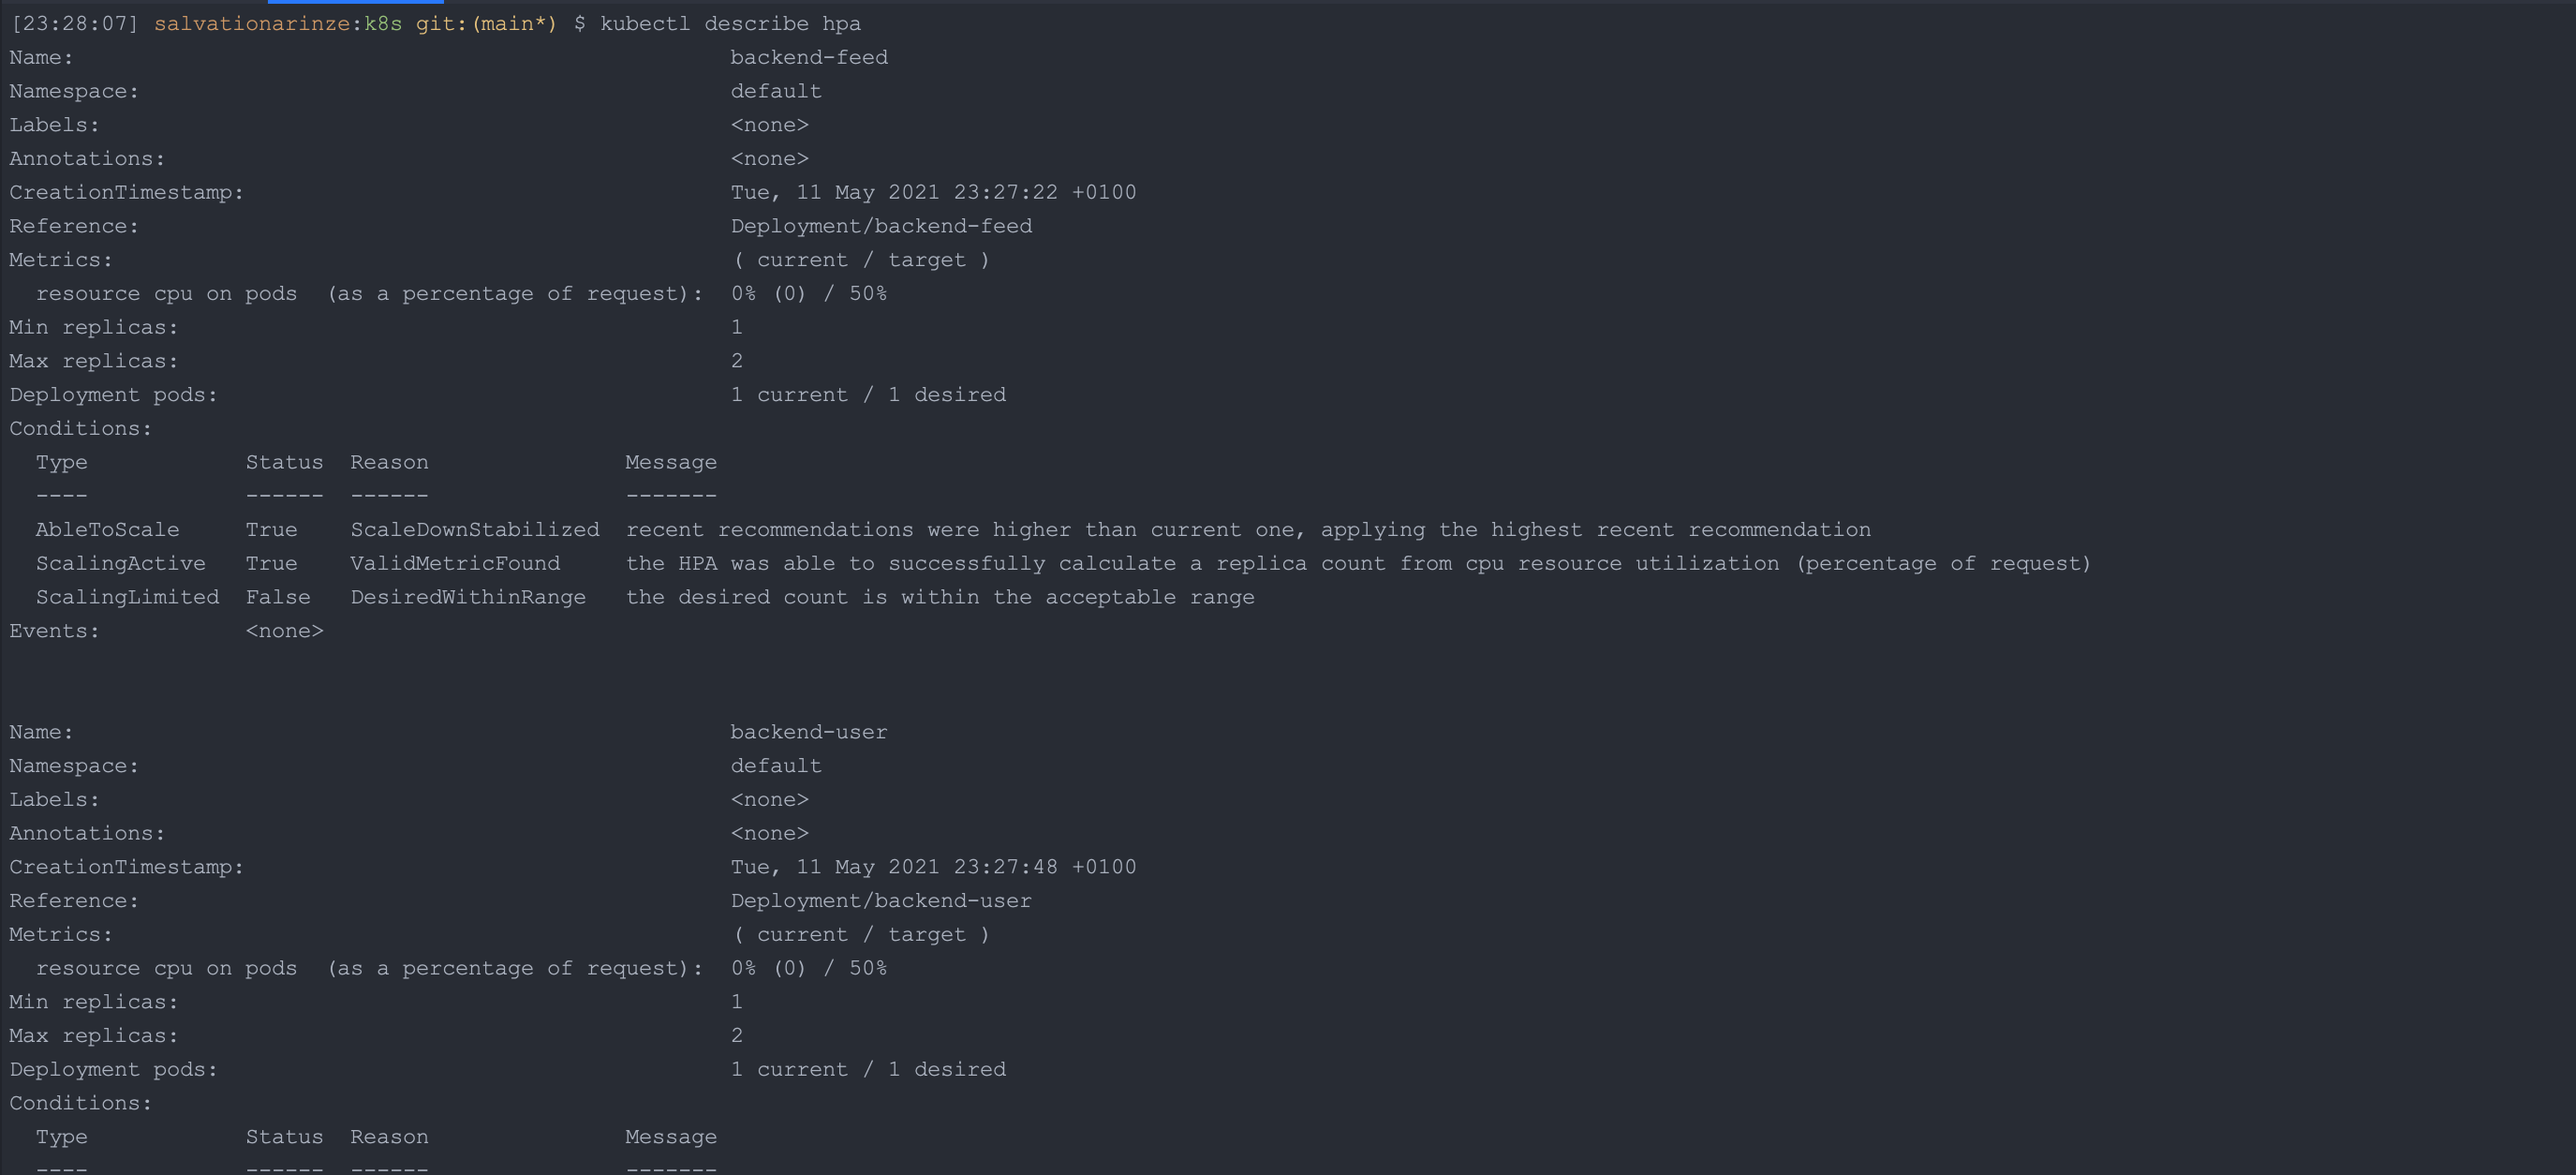 [23:28:07] salvationarinze:k8s git:(main*) $ kubectl describe hpa
Name:                                                  backend-feed
Namespace:                                             default
Labels:                                                <none>
Annotations:                                           <none>
CreationTimestamp:                                     Tue, 11 May 2021 23:27:22 +0100
Reference:                                             Deployment/backend-feed
Metrics:                                               ( current / target )
  resource cpu on pods  (as a percentage of request):  0% (0) / 50%
Min replicas:                                          1
Max replicas:                                          2
Deployment pods:                                       1 current / 1 desired
Conditions:
  Type            Status  Reason               Message
  ----            ------  ------               -------
  AbleToScale     True    ScaleDownStabilized  recent recommendations were higher than current one, applying the highest recent recommendation
  ScalingActive   True    ValidMetricFound     the HPA was able to successfully calculate a replica count from cpu resource utilization (percentage of request)
  ScalingLimited  False   DesiredWithinRange   the desired count is within the acceptable range
Events:           <none>
Name:                                                  backend-user
Namespace:                                             default
Labels:                                                <none>
Annotations:                                           <none>
CreationTimestamp:                                     Tue, 11 May 2021 23:27:48 +0100
Reference:                                             Deployment/backend-user
Metrics:                                               ( current / target )
  resource cpu on pods  (as a percentage of request):  0% (0) / 50%
Min replicas:                                          1
Max replicas:                                          2
Deployment pods:                                       1 current / 1 desired
Conditions:
  Type            Status  Reason               Message
  ----            ------  ------               -------